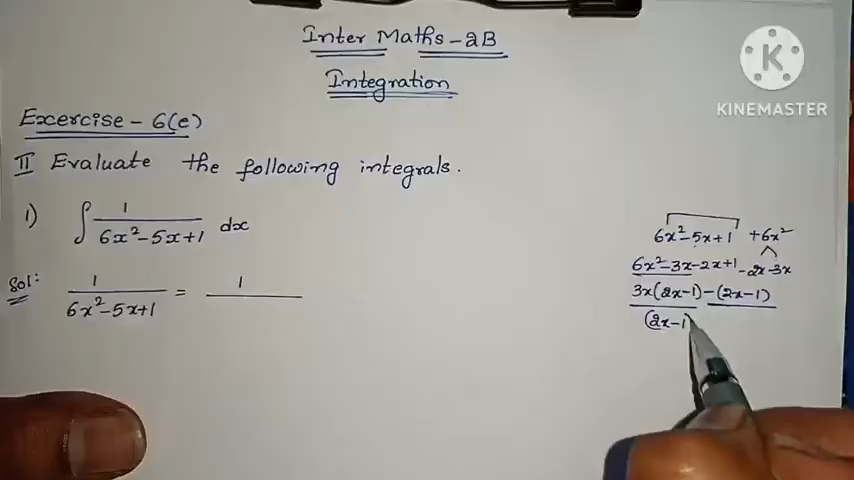 Inter Maths-2B
Integration
K
KINEMASTER
Excercise-6(e)
II Evaluate the following integrals.
1) ∫ 1/(6x²-5x+1) dx
Sol: 1/(6x²-5x+1) = 1/
6x²-5x+1 +6x²
6x²-3x-2x+1 -2x-3x
3x(2x-1)-(2x-1)
(2x-1)